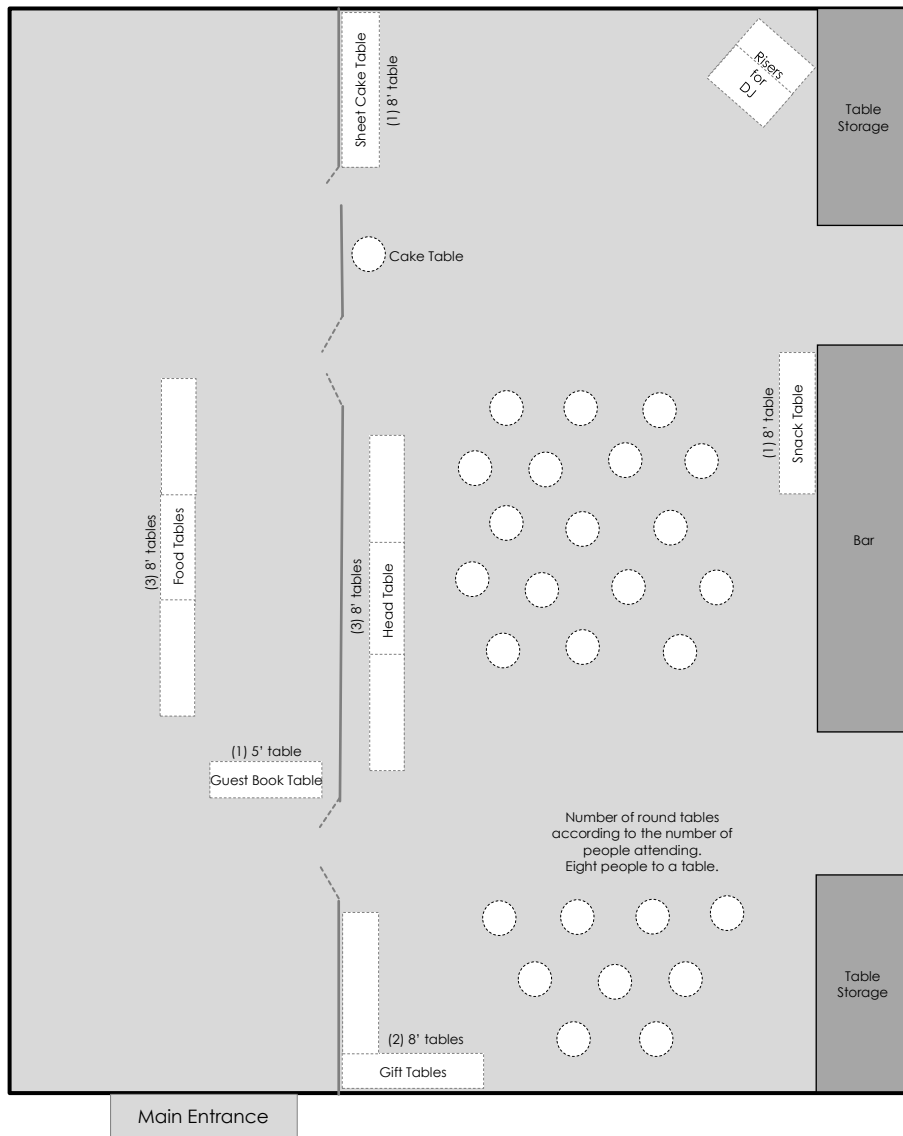 Sheet Cake Table
(1) 8' table
Risers
for
DJ
Table
Storage
Cake Table
(1) 8' table
Snack Table
(3) 8' tables
Food Tables
(3) 8' tables
Head Table
Bar
(1) 5' table
Guest Book Table
Number of round tables
according to the number of
people attending.
Eight people to a table.
(2) 8' tables
Gift Tables
Table
Storage
Main Entrance